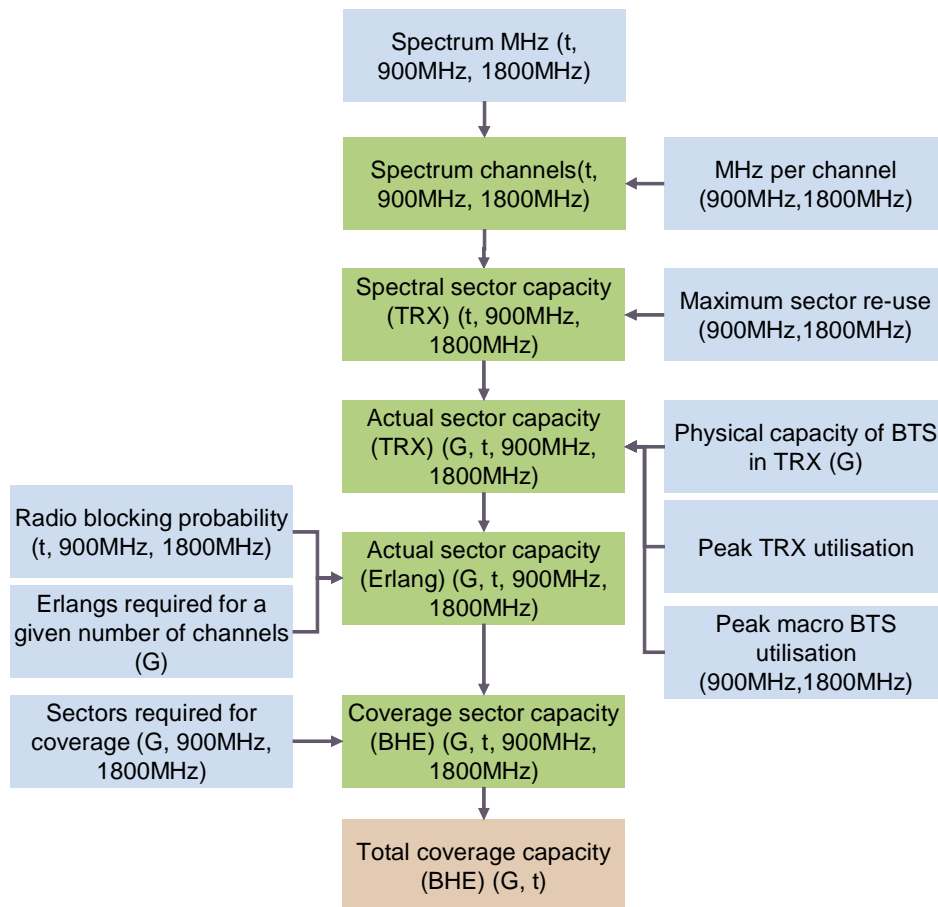 Spectrum MHz (t,
900MHz, 1800MHz)
Spectrum channels(t,
900MHz, 1800MHz)
MHz per channel
(900MHz,1800MHz)
Spectral sector capacity
(TRX) (t, 900MHz,
1800MHz)
Maximum sector re-use
(900MHz,1800MHz)
Actual sector capacity
(TRX) (G, t, 900MHz,
1800MHz)
Physical capacity of BTS
in TRX (G)
Radio blocking probability
(t, 900MHz, 1800MHz)
Actual sector capacity
(Erlang) (G, t, 900MHz,
1800MHz)
Peak TRX utilisation
Erlangs required for a
given number of channels
(G)
Peak macro BTS
utilisation
(900MHz,1800MHz)
Sectors required for
coverage (G, 900MHz,
1800MHz)
Coverage sector capacity
(BHE) (G, t, 900MHz,
1800MHz)
Total coverage capacity
(BHE) (G, t)